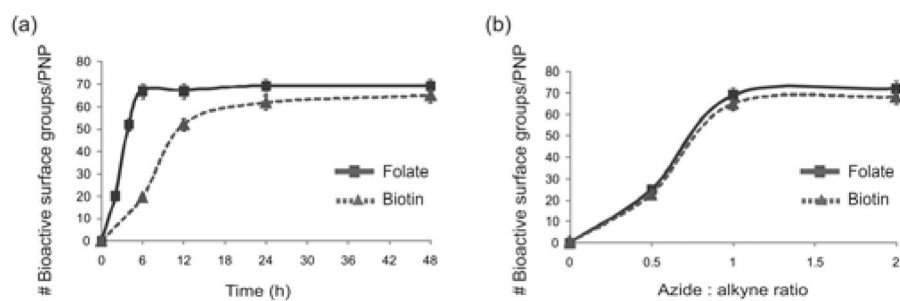 (a)
# Bioactive surface groups/PNP
80
70
60
50
40
30
20
10
0
Folate
Biotin
0 6 12 18 24 30 36 42 48
Time (h)
(b)
# Bioactive surface groups/PNP
80
70
60
50
40
30
20
10
0
Folate
Biotin
0 0.5 1 1.5 2
Azide : alkyne ratio